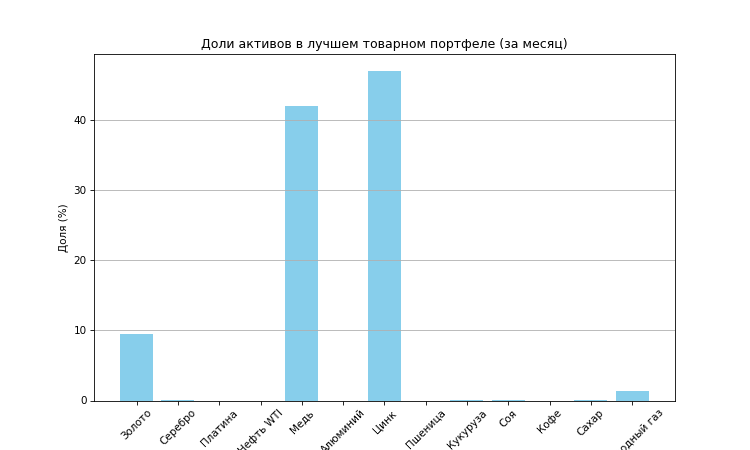 Доли активов в лучшем товарном портфеле (за месяц)
Доля (%)
40
30
20
10
0
Золото
Серебро
Платина
Нефть WTI
Медь
Алюминий
Цинк
Пшеница
Кукуруза
Соя
Кофе
Сахар
газ